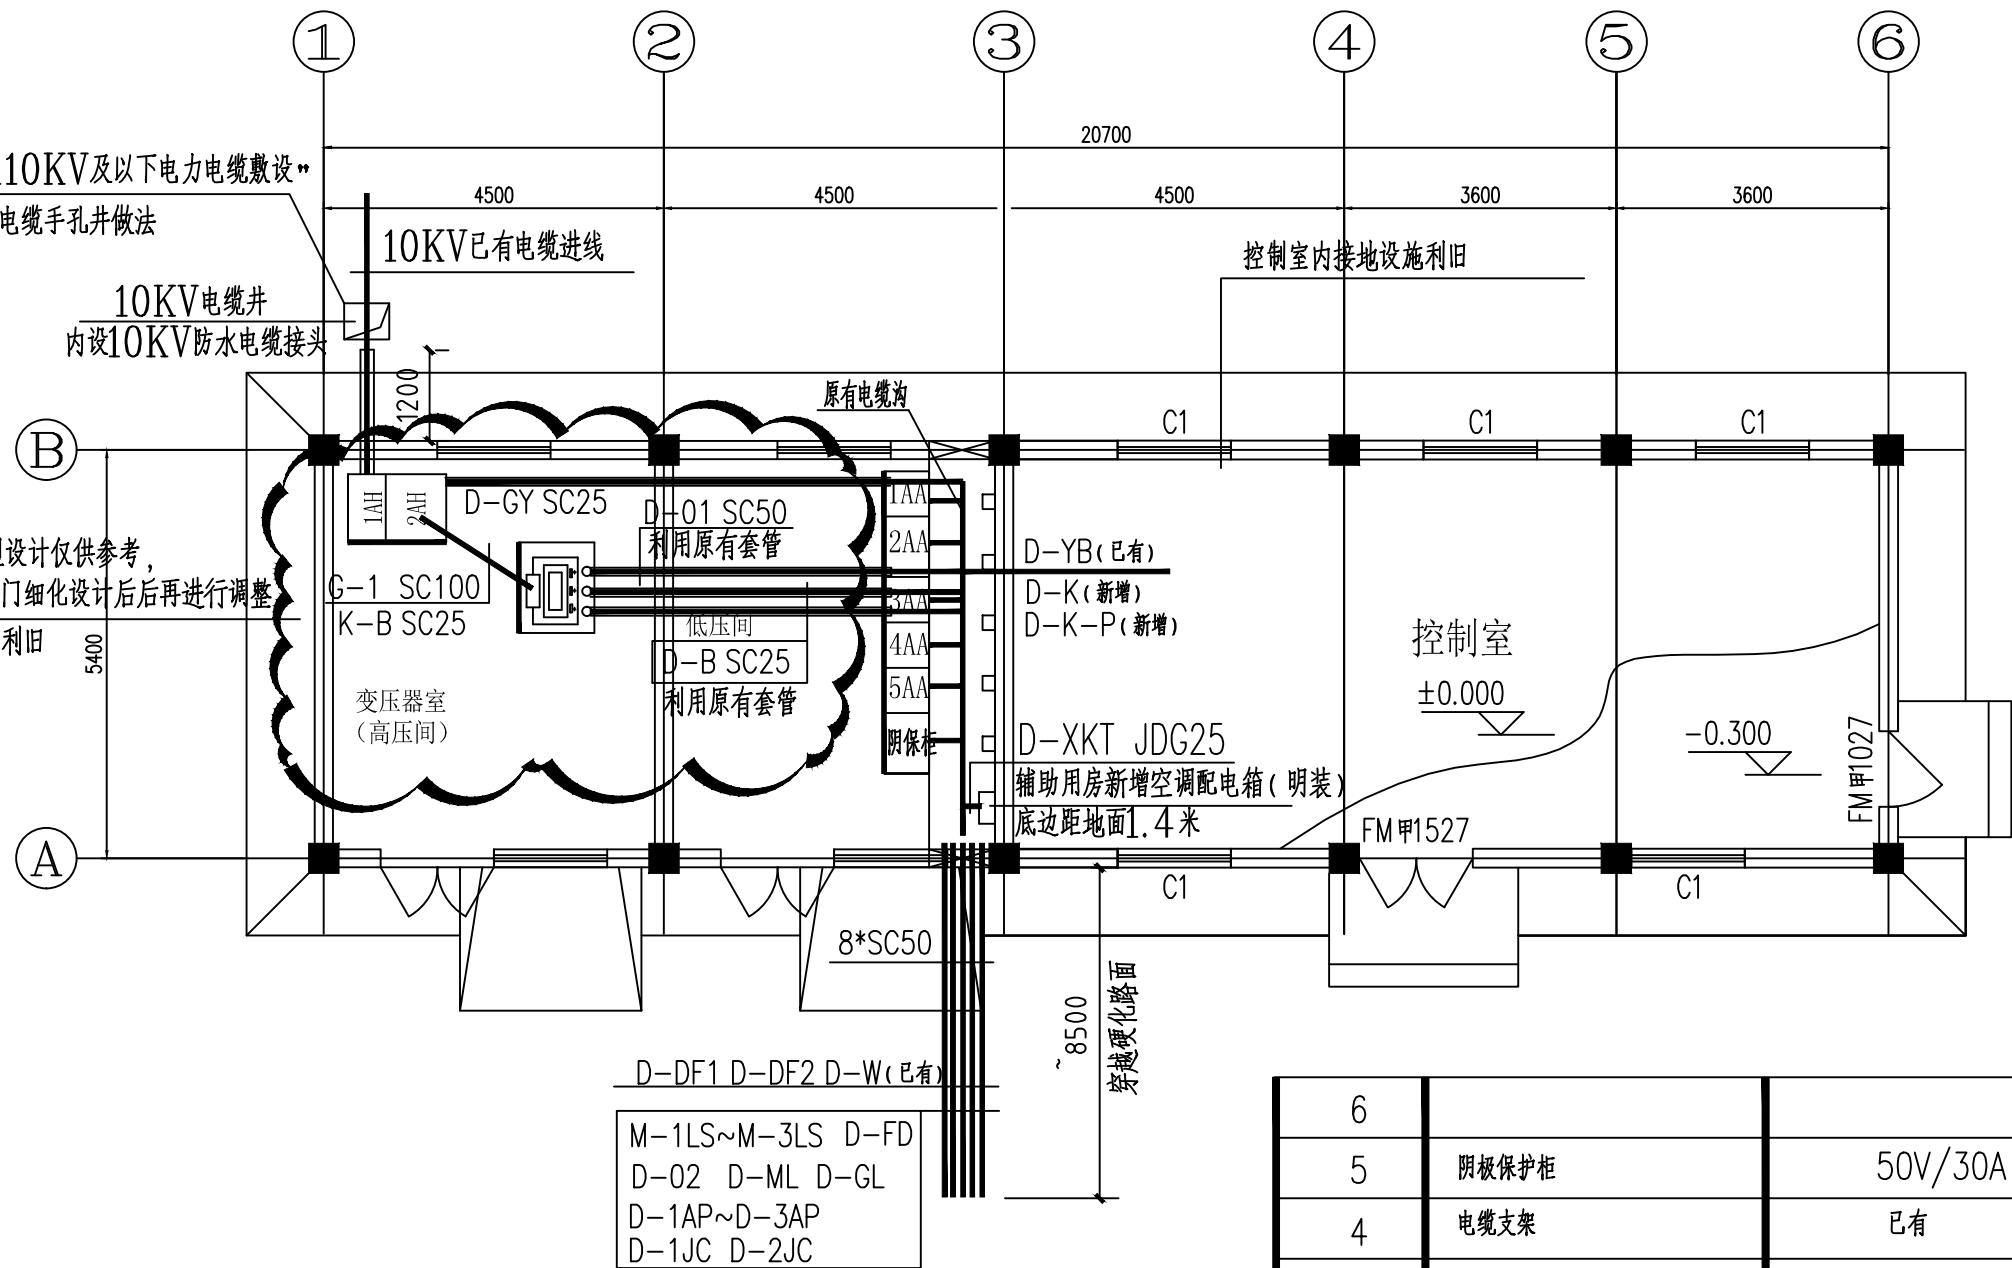 1 2 3 4 5 6
20700
4500 4500 4500 3600 3600
10KV及以下电力电缆敷设"
电缆手孔井做法
10KV已有电缆进线
控制室内接地设施利旧
10KV电缆井
内设10KV防水电缆接头
1200
原有电缆沟
C1 C1 C1
B
1AH 2AH
D-GY SC25
D-01 SC50
利用原有套管
1AA
2AA
3AA
4AA
5AA
阴保柜
设计仅供参考,
门细化设计后后再进行调整
利旧
G-1 SC100
K-B SC25
D-YB(已有)
D-K(新增)
D-K-P(新增)
低压间
D-B SC25
利用原有套管
5400
变压器室
(高压间)
控制室
±0.000
-0.300
D-XKT JDG25
辅助用房新增空调配电箱(明装)
底边距地面1.4米
FM甲1527
FM甲1027
A
C1 C1
8*SC50
~8500
穿越硬化路面
D-DF1 D-DF2 D-W(已有)
M-1LS~M-3LS D-FD
D-02 D-ML D-GL
D-1AP~D-3AP
D-1JC D-2JC
6
5 阴极保护柜 50V/30A
4 电缆支架 已有